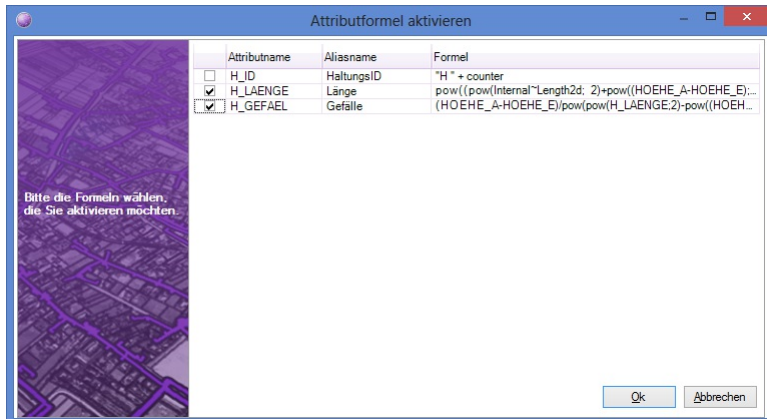 Attributformel aktivieren
Attributname Aliasname Formel
H_ID HaltungsID "H " + counter
H_LAENGE Länge pow((pow(Internal~Length2d; 2)+pow((HOEHE_A-HOEHE_E);...
H_GEFAEL Gefälle (HOEHE_A-HOEHE_E)/pow(pow(H_LAENGE;2)-pow((HOEH...
Bitte die Formeln wählen,
die Sie aktivieren möchten.
Ok Abbrechen